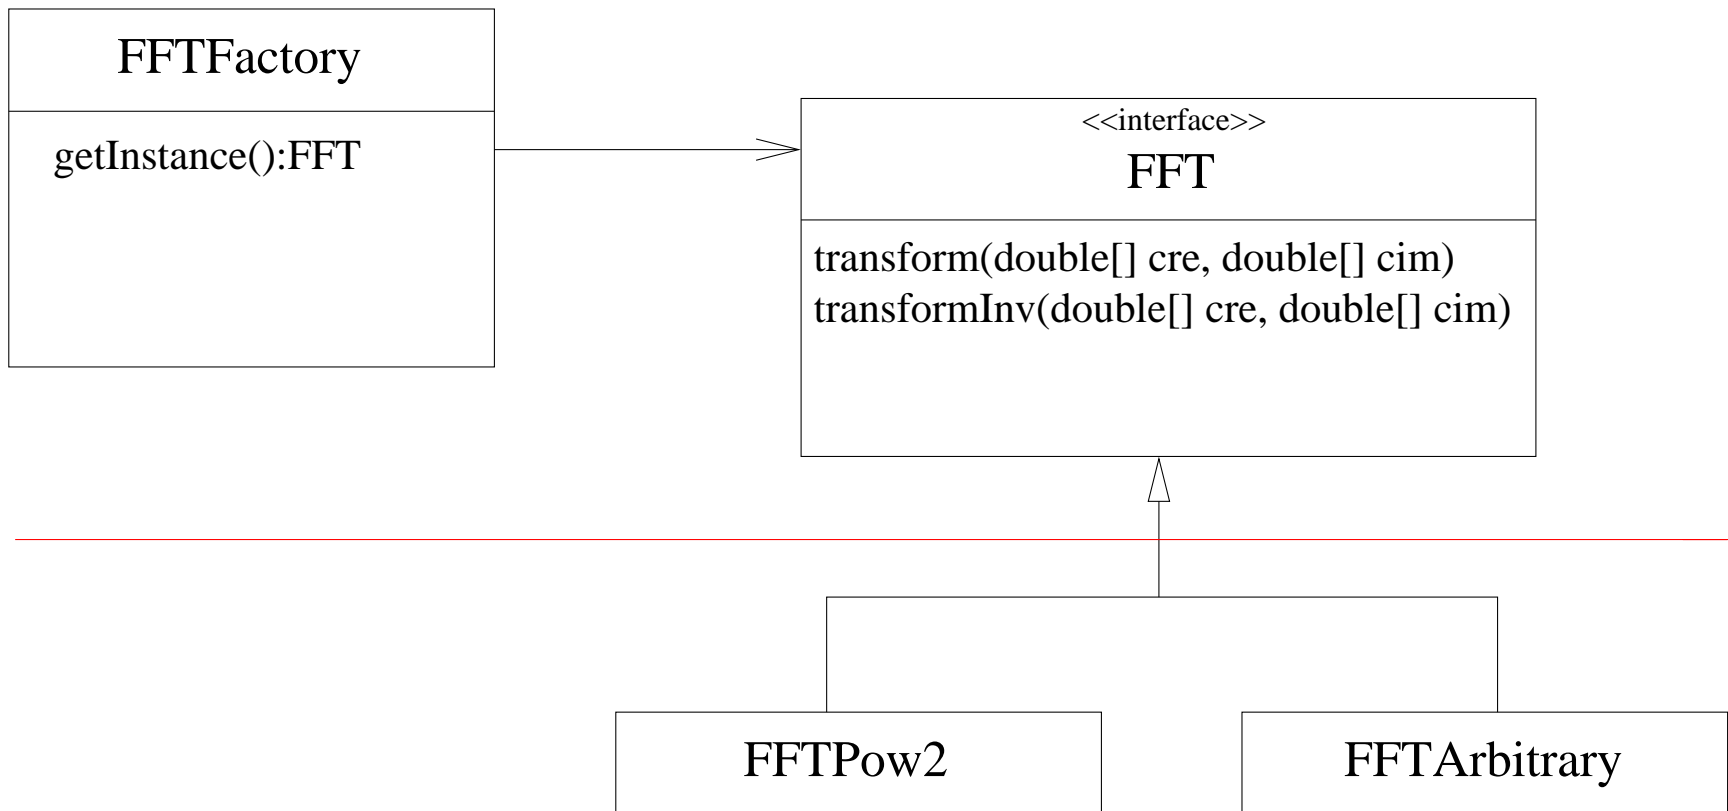 FFTFactory
getInstance():FFT
<<interface>>
FFT
transform(double[] cre, double[] cim)
transformInv(double[] cre, double[] cim)
FFTPow2
FFTArbitrary